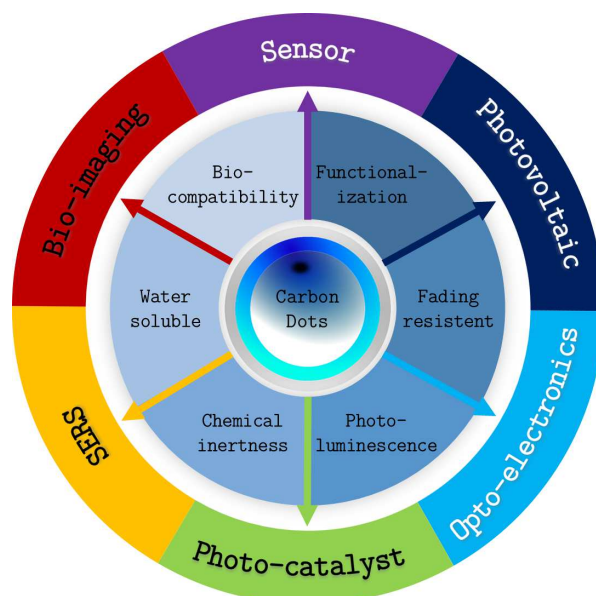 Sensor
Photovoltaic
Opto-electronics
Photo-catalyst
SERS
Bio-imaging
Bio-
compatibility
Functional-
ization
Water
soluble
Carbon
Dots
Fading
resistent
Chemical
inertness
Photo-
luminescence